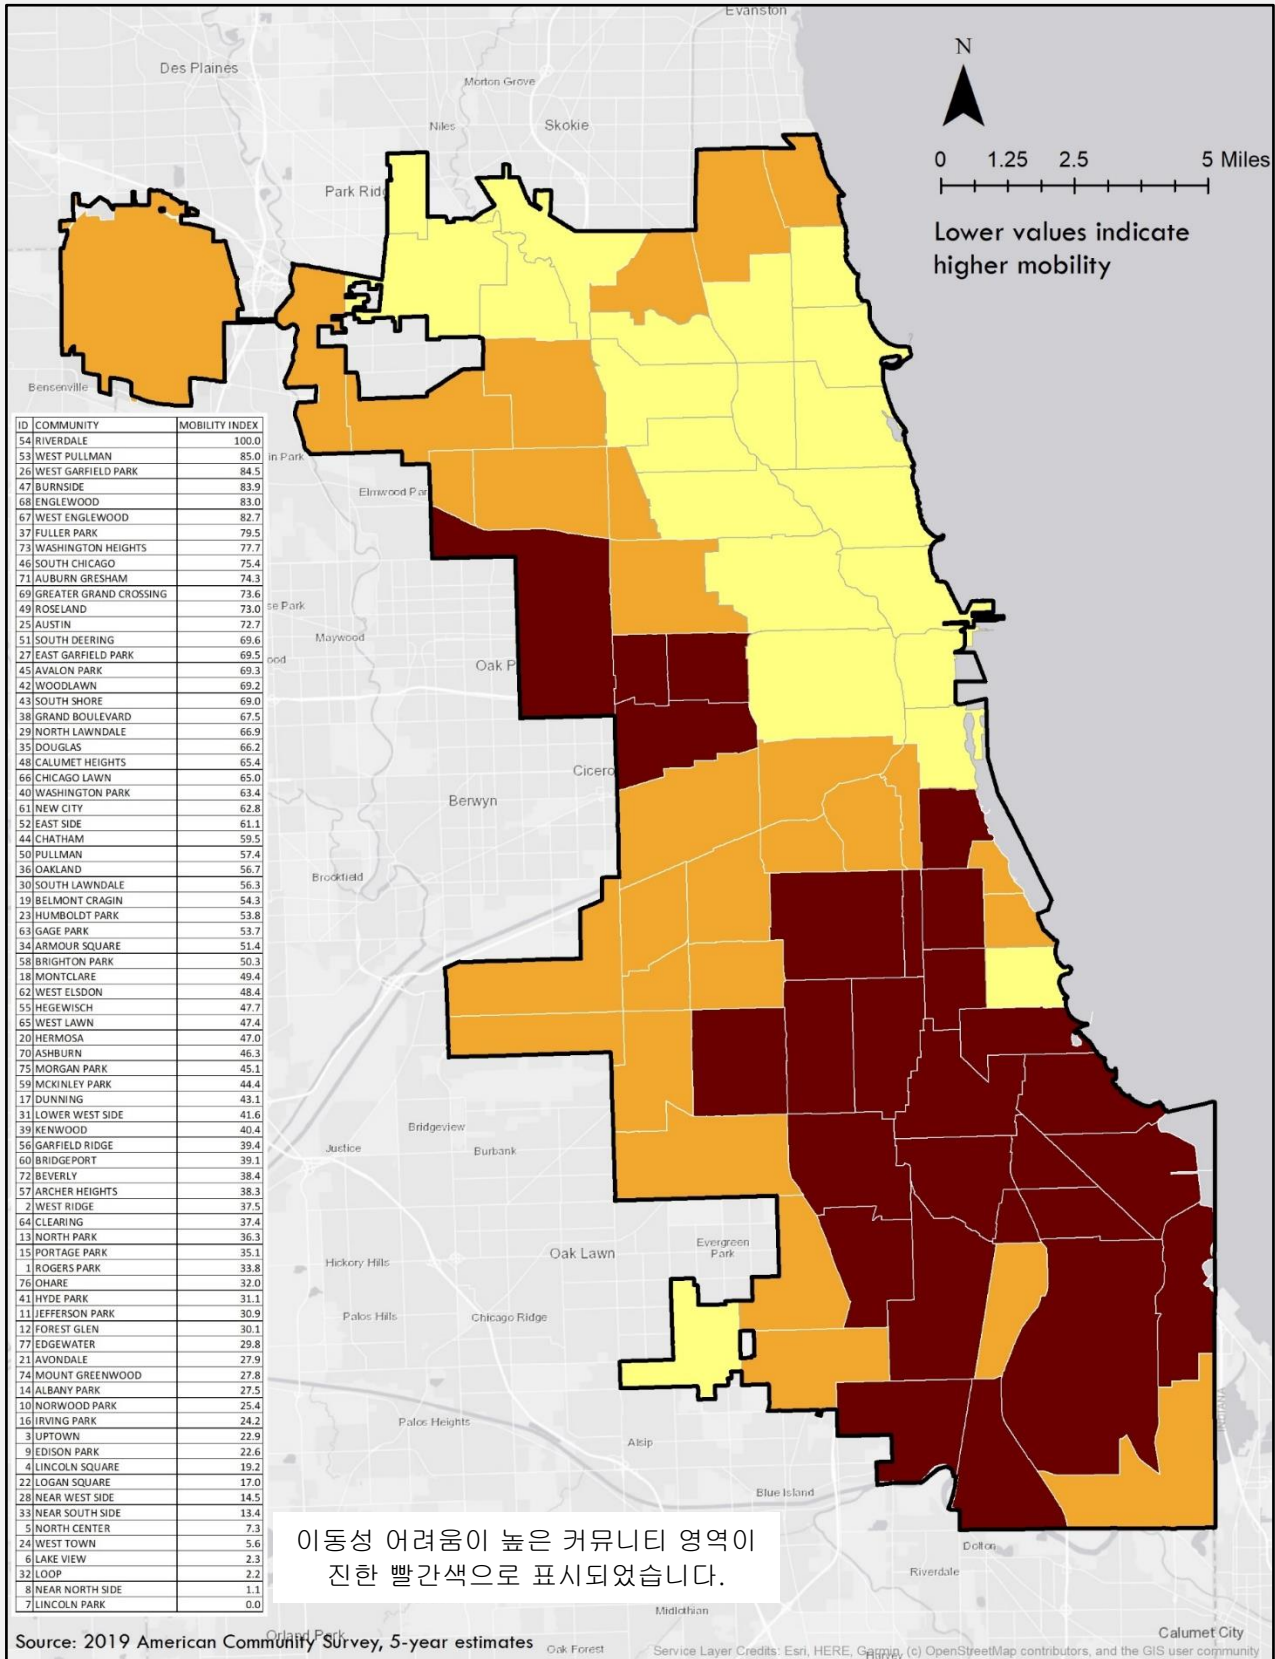 Evanston
Des Plaines
Morton Grove
Niles
Skokie
Park Ridg
N
0 1.25 2.5 5 Miles
Lower values indicate
higher mobility
Bensenville
ID COMMUNITY MOBILITY INDEX
54 RIVERDALE 100.0
53 WEST PULLMAN 85.0
26 WEST GARFIELD PARK 84.5
47 BURNSIDE 83.9
68 ENGLEWOOD 83.0
67 WEST ENGLEWOOD 82.7
37 FULLER PARK 79.5
73 WASHINGTON HEIGHTS 77.7
46 SOUTH CHICAGO 75.4
71 AUBURN GRESHAM 74.3
69 GREATER GRAND CROSSING 73.6
49 ROSELAND 73.0
25 AUSTIN 72.7
51 SOUTH DEERING 69.6
27 EAST GARFIELD PARK 69.5
45 AVALON PARK 69.3
42 WOODLAWN 69.2
43 SOUTH SHORE 69.0
38 GRAND BOULEVARD 67.5
29 NORTH LAWNDALE 66.9
35 DOUGLAS 66.2
48 CALUMET HEIGHTS 65.4
66 CHICAGO LAWN 65.0
40 WASHINGTON PARK 63.4
61 NEW CITY 62.8
52 EAST SIDE 61.1
44 CHATHAM 59.5
50 PULLMAN 57.4
36 OAKLAND 56.7
30 SOUTH LAWNDALE 56.3
19 BELMONT CRAGIN 54.3
23 HUMBOLDT PARK 53.8
63 GAGE PARK 53.7
34 ARMOUR SQUARE 51.4
58 BRIGHTON PARK 50.3
18 MONTCLARE 49.4
62 WEST ELSDON 48.4
55 HEGEWISCH 47.7
65 WEST LAWN 47.4
20 HERMOSA 47.0
70 ASHBURN 46.3
75 MORGAN PARK 45.1
59 MCKINLEY PARK 44.4
17 DUNNING 43.1
31 LOWER WEST SIDE 41.6
39 KENWOOD 40.4
56 GARFIELD RIDGE 39.4
60 BRIDGEPORT 39.1
72 BEVERLY 38.4
57 ARCHER HEIGHTS 38.3
2 WEST RIDGE 37.5
64 CLEARING 37.4
13 NORTH PARK 36.3
15 PORTAGE PARK 35.1
1 ROGERS PARK 33.8
76 OHARE 32.0
41 HYDE PARK 31.1
11 JEFFERSON PARK 30.9
12 FOREST GLEN 30.1
77 EDGEWATER 29.8
21 AVONDALE 27.9
74 MOUNT GREENWOOD 27.8
14 ALBANY PARK 27.5
10 NORWOOD PARK 25.4
16 IRVING PARK 24.2
3 UPTOWN 22.9
9 EDISON PARK 22.6
4 LINCOLN SQUARE 19.2
22 LOGAN SQUARE 17.0
28 NEAR WEST SIDE 14.5
33 NEAR SOUTH SIDE 13.4
5 NORTH CENTER 7.3
24 WEST TOWN 5.6
6 LAKE VIEW 2.3
32 LOOP 2.2
8 NEAR NORTH SIDE 1.1
7 LINCOLN PARK 0.0
in Park
Elmwood Par
se Park
Maywood
ood
Oak P
Cicero
Berwyn
Brookfield
Bridgeview
Justice
Burbank
Oak Lawn
Evergreen
Park
Hickory Hills
Palos Hills
Chicago Ridge
Palos Heights
Alsip
Blue Island
INDIANA
Dolton
Riverdale
이동성 어려움이 높은 커뮤니티 영역이
진한 빨간색으로 표시되었습니다.
Midlothian
Orland Park
Calumet City
Source: 2019 American Community Survey, 5-year estimates
Oak Forest
Harvey
Service Layer Credits: Esri, HERE, Garmin, (c) OpenStreetMap contributors, and the GIS user community